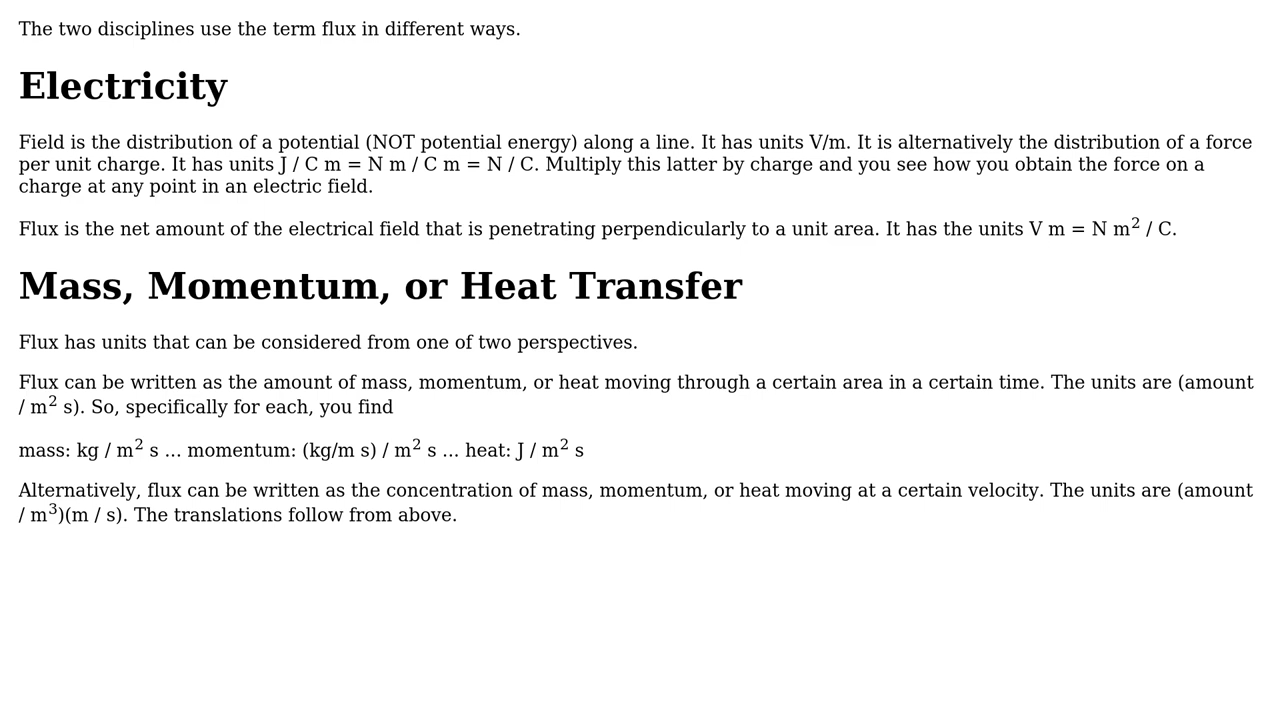 The two disciplines use the term flux in different ways.
Electricity
Field is the distribution of a potential (NOT potential energy) along a line. It has units V/m. It is alternatively the distribution of a force
per unit charge. It has units J / C m = N m / C m = N / C. Multiply this latter by charge and you see how you obtain the force on a
charge at any point in an electric field.
Flux is the net amount of the electrical field that is penetrating perpendicularly to a unit area. It has the units V m = N m² / C.
Mass, Momentum, or Heat Transfer
Flux has units that can be considered from one of two perspectives.
Flux can be written as the amount of mass, momentum, or heat moving through a certain area in a certain time. The units are (amount
/ m² s). So, specifically for each, you find
mass: kg / m² s ... momentum: (kg/m s) / m² s ... heat: J / m² s
Alternatively, flux can be written as the concentration of mass, momentum, or heat moving at a certain velocity. The units are (amount
/ m³)(m / s). The translations follow from above.